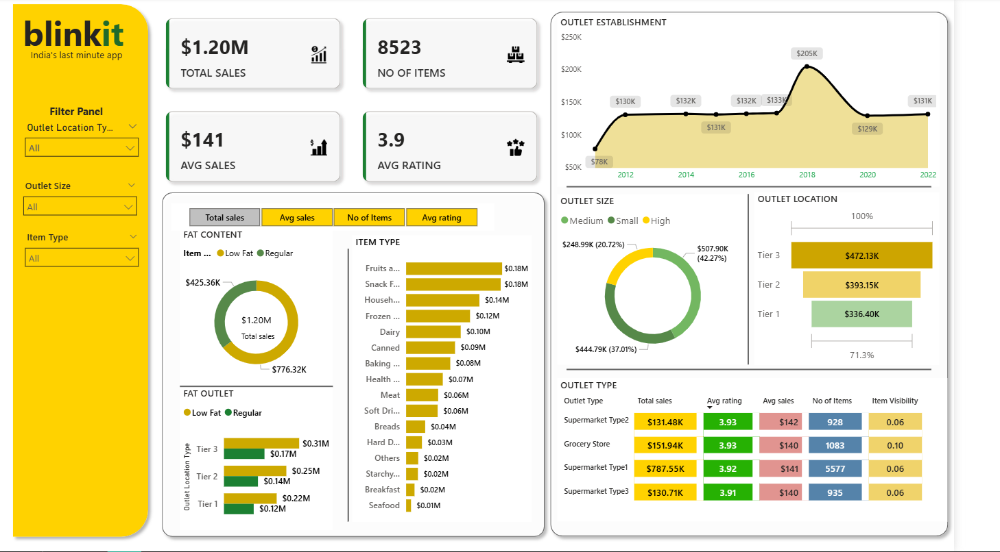 blinkit
India's last minute app
Filter Panel
Outlet Location Ty...
All
Outlet Size
All
Item Type
All
$1.20M
TOTAL SALES
8523
NO OF ITEMS
$141
AVG SALES
3.9
AVG RATING
Total sales Avg sales No of Items Avg rating
FAT CONTENT
Item ... Low Fat Regular
$425.36K
$1.20M
Total sales
$776.32K
FAT OUTLET
Low Fat Regular
Outlet Location Type
Tier 3 $0.31M
$0.17M
Tier 2 $0.25M
$0.14M
Tier 1 $0.22M
$0.12M
ITEM TYPE
Fruits a... $0.18M
Snack F... $0.18M
Househ... $0.14M
Frozen ... $0.12M
Dairy $0.10M
Canned $0.09M
Baking ... $0.08M
Health ... $0.07M
Meat $0.06M
Soft Dri... $0.06M
Breads $0.04M
Hard D... $0.03M
Others $0.02M
Starchy... $0.02M
Breakfast $0.02M
Seafood $0.01M
OUTLET ESTABLISHMENT
$250K
$200K
$150K
$100K
$50K
$78K
$130K
$132K
$131K
$132K
$133K
$205K
$129K
$131K
2012 2014 2016 2018 2020 2022
OUTLET SIZE
Medium Small High
$248.99K (20.72%)
$507.90K
(42.27%)
$444.79K (37.01%)
OUTLET LOCATION
100%
Tier 3 $472.13K
Tier 2 $393.15K
Tier 1 $336.40K
71.3%
OUTLET TYPE
Outlet Type Total sales Avg rating Avg sales No of Items Item Visibility
Supermarket Type2 $131.48K 3.93 $142 928 0.06
Grocery Store $151.94K 3.93 $140 1083 0.10
Supermarket Type1 $787.55K 3.92 $141 5577 0.06
Supermarket Type3 $130.71K 3.91 $140 935 0.06